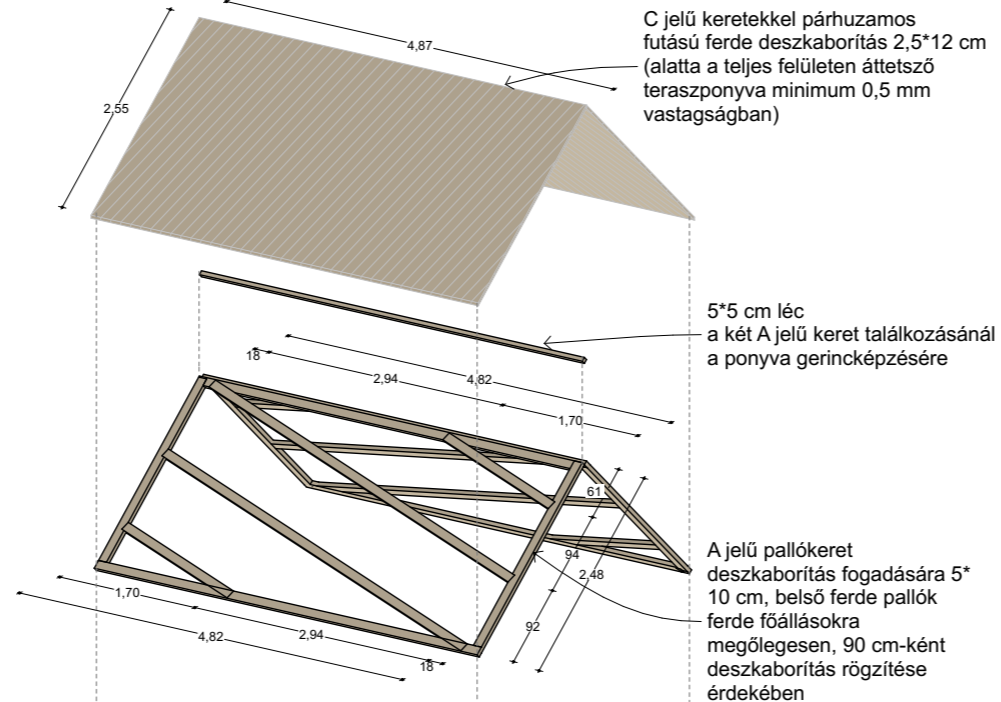 C jelű keretekkel párhuzamos
futású ferde deszkaborítás 2,5*12 cm
(alatta a teljes felületen áttetsző
teraszponyva minimum 0,5 mm
vastagságban)
4,87
2,55
5*5 cm léc
a két A jelű keret találkozásánál
a ponyva gerincképzésére
18
2,94
4,82
1,70
61
94
2,48
92
A jelű pallókeret
deszkaborítás fogadására 5*
10 cm, belső ferde pallók
ferde főállásokra
megőlegesen, 90 cm-ként
deszkaborítás rögzítése
érdekében
1,70
2,94
4,82
18